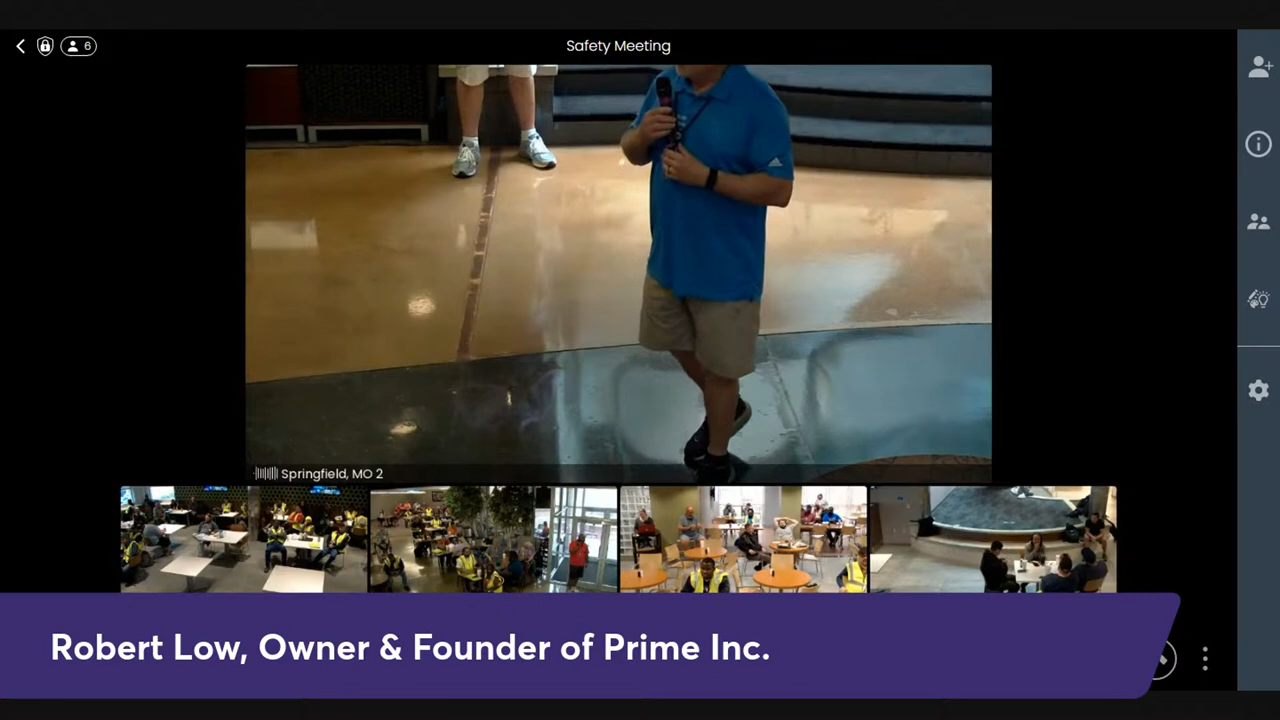 6
Safety Meeting
Springfield, MO 2
Robert Low, Owner & Founder of Prime Inc.